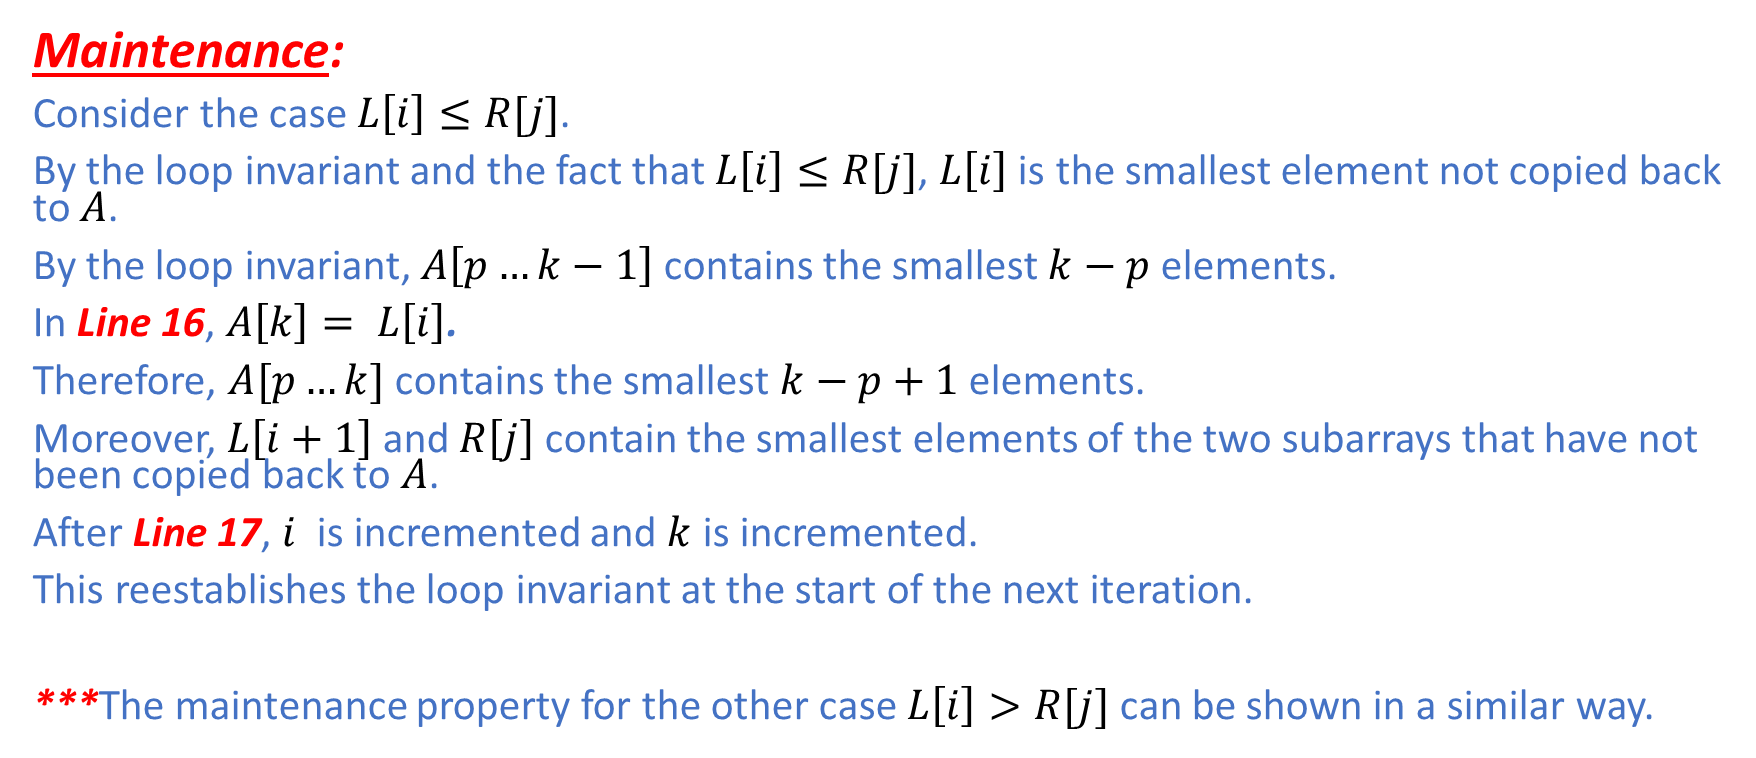 Maintenance:
Consider the case L[i] ≤ R[j].
By the loop invariant and the fact that L[i] ≤ R[j], L[i] is the smallest element not copied back
to A.
By the loop invariant, A[p … k − 1] contains the smallest k − p elements.
In Line 16, A[k] = L[i].
Therefore, A[p … k] contains the smallest k − p + 1 elements.
Moreover, L[i + 1] and R[j] contain the smallest elements of the two subarrays that have not
been copied back to A.
After Line 17, i is incremented and k is incremented.
This reestablishes the loop invariant at the start of the next iteration.
***The maintenance property for the other case L[i] > R[j] can be shown in a similar way.